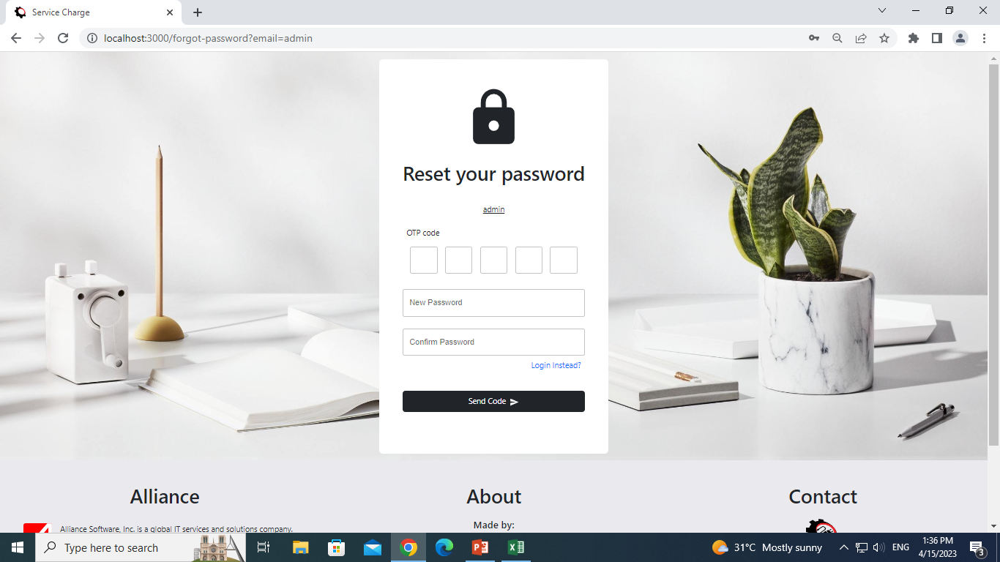 Service Charge
localhost:3000/forgot-password?email=admin
Reset your password
admin
OTP code
New Password
Confirm Password
Login Instead?
Send Code
Alliance
About
Contact
Alliance Software, Inc. is a global IT services and solutions company.
Made by:
Type here to search
31°C Mostly sunny
ENG
1:36 PM
4/15/2023
3